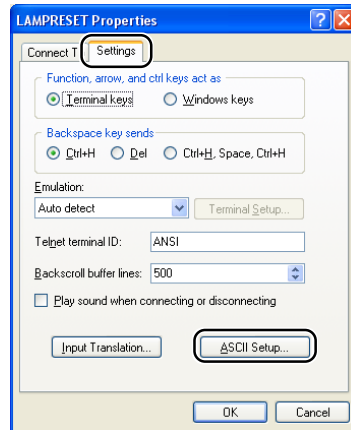 LAMPRESET Properties
Connect T Settings
Function, arrow, and ctrl keys act as
Terminal keys Windows keys
Backspace key sends
Ctrl+H Del Ctrl+H, Space, Ctrl+H
Emulation:
Auto detect Terminal Setup...
Telnet terminal ID: ANSI
Backscroll buffer lines: 500
Play sound when connecting or disconnecting
Input Translation... ASCII Setup...
OK Cancel